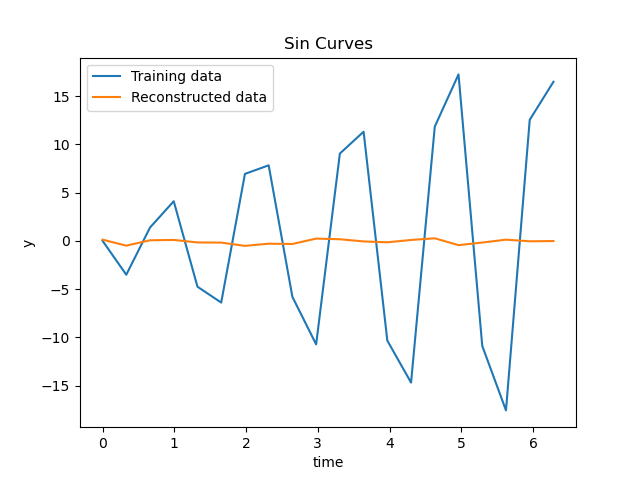 Sin Curves
Training data
Reconstructed data
15
10
5
0
−5
−10
−15
y
0 1 2 3 4 5 6
time